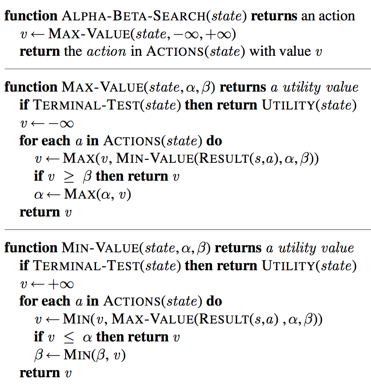 function ALPHA-BETA-SEARCH(state) returns an action
v ← MAX-VALUE(state, −∞, +∞)
return the action in ACTIONS(state) with value v
function MAX-VALUE(state, α, β) returns a utility value
if TERMINAL-TEST(state) then return UTILITY(state)
v ← −∞
for each a in ACTIONS(state) do
v ← MAX(v, MIN-VALUE(RESULT(s,a), α, β))
if v ≥ β then return v
α ← MAX(α, v)
return v
function MIN-VALUE(state, α, β) returns a utility value
if TERMINAL-TEST(state) then return UTILITY(state)
v ← +∞
for each a in ACTIONS(state) do
v ← MIN(v, MAX-VALUE(RESULT(s,a) , α, β))
if v ≤ α then return v
β ← MIN(β, v)
return v